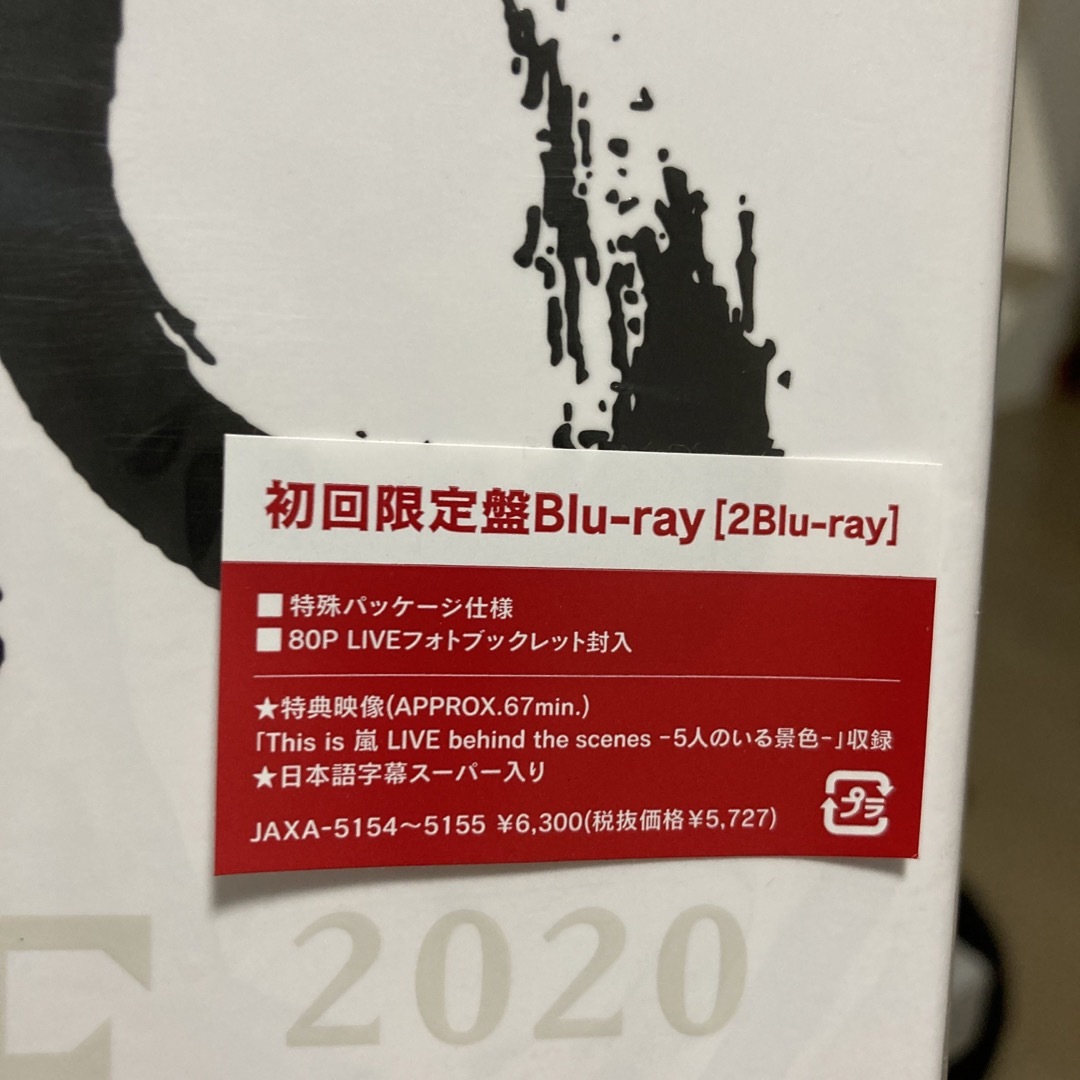 初回限定盤Blu-ray [2Blu-ray]
■特殊パッケージ仕様
■80P LIVEフォトブックレット封入
★特典映像(APPROX.67min.)
「This is 嵐 LIVE behind the scenes -5人のいる景色-」収録
★日本語字幕スーパー入り
プラ
JAXA-5154〜5155 ¥6,300(税抜価格¥5,727)
2020